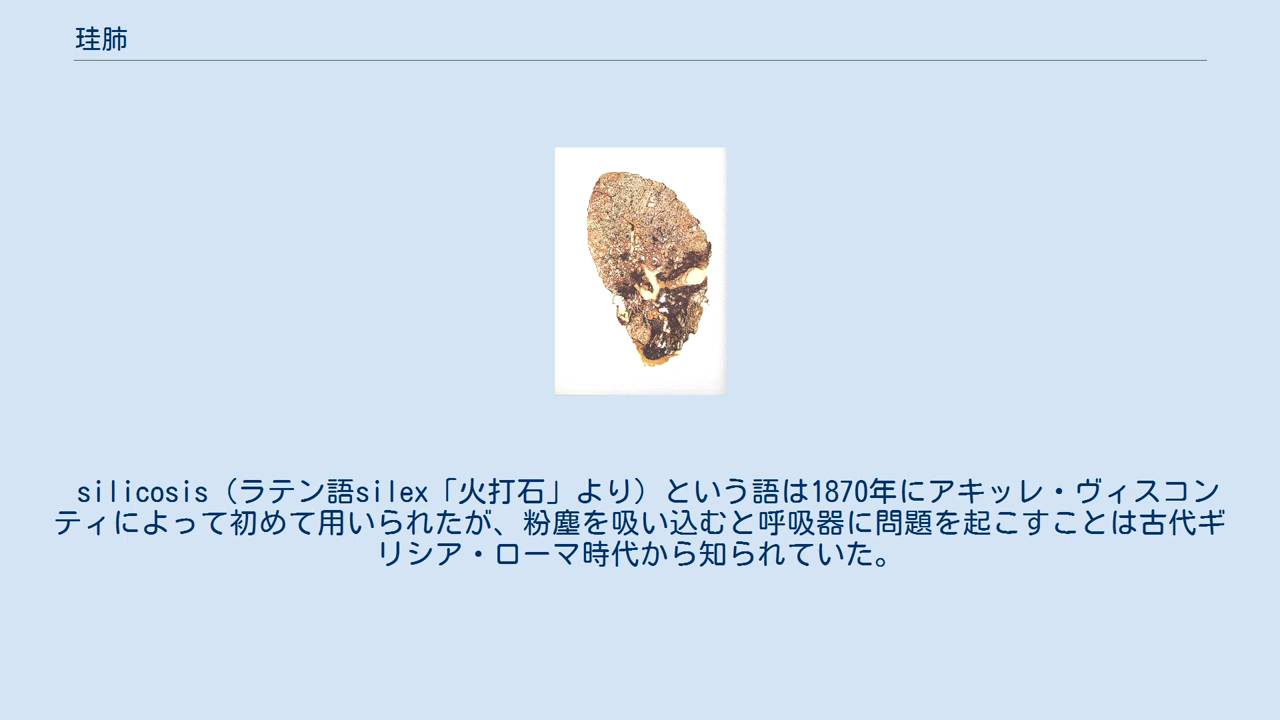 珪肺
silicosis（ラテン語silex「火打石」より）という語は1870年にアキッレ・ヴィスコン
ティによって初めて用いられたが、粉塵を吸い込むと呼吸器に問題を起こすことは古代ギ
リシア・ローマ時代から知られていた。